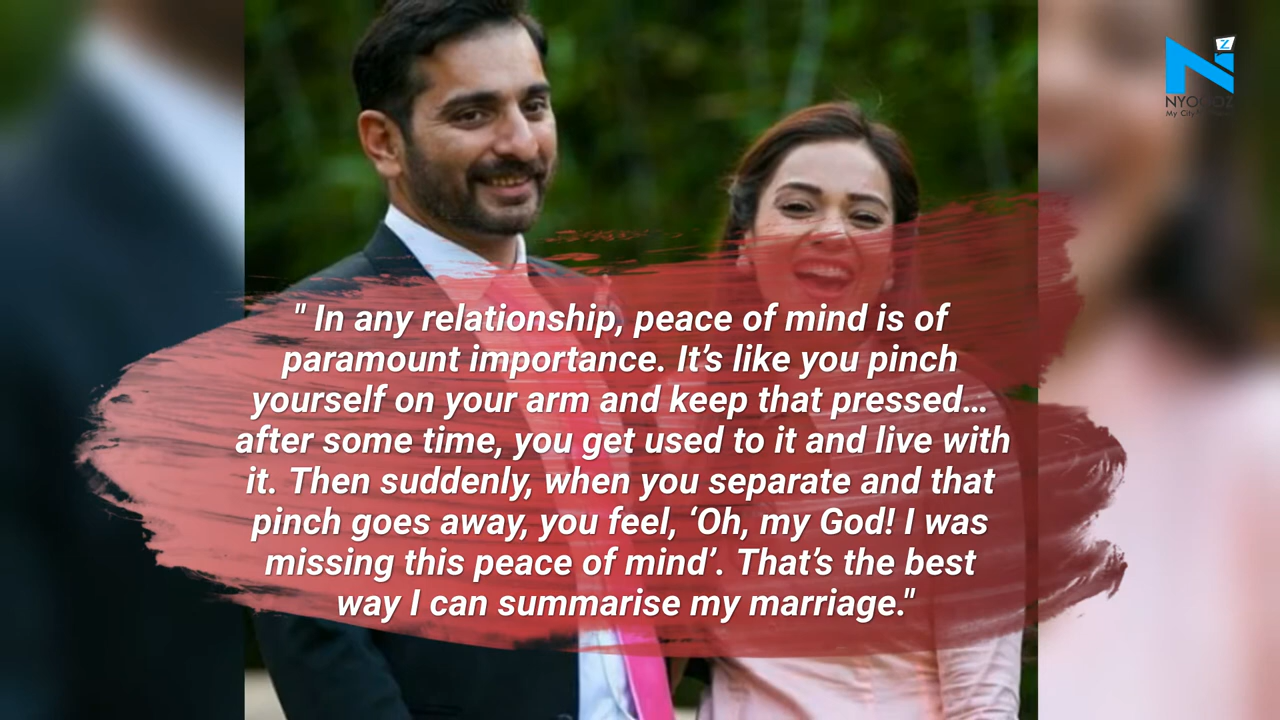 NYOOOZ
My City
" In any relationship, peace of mind is of
paramount importance. It’s like you pinch
yourself on your arm and keep that pressed…
after some time, you get used to it and live with
it. Then suddenly, when you separate and that
pinch goes away, you feel, ‘Oh, my God! I was
missing this peace of mind’. That’s the best
way I can summarise my marriage."